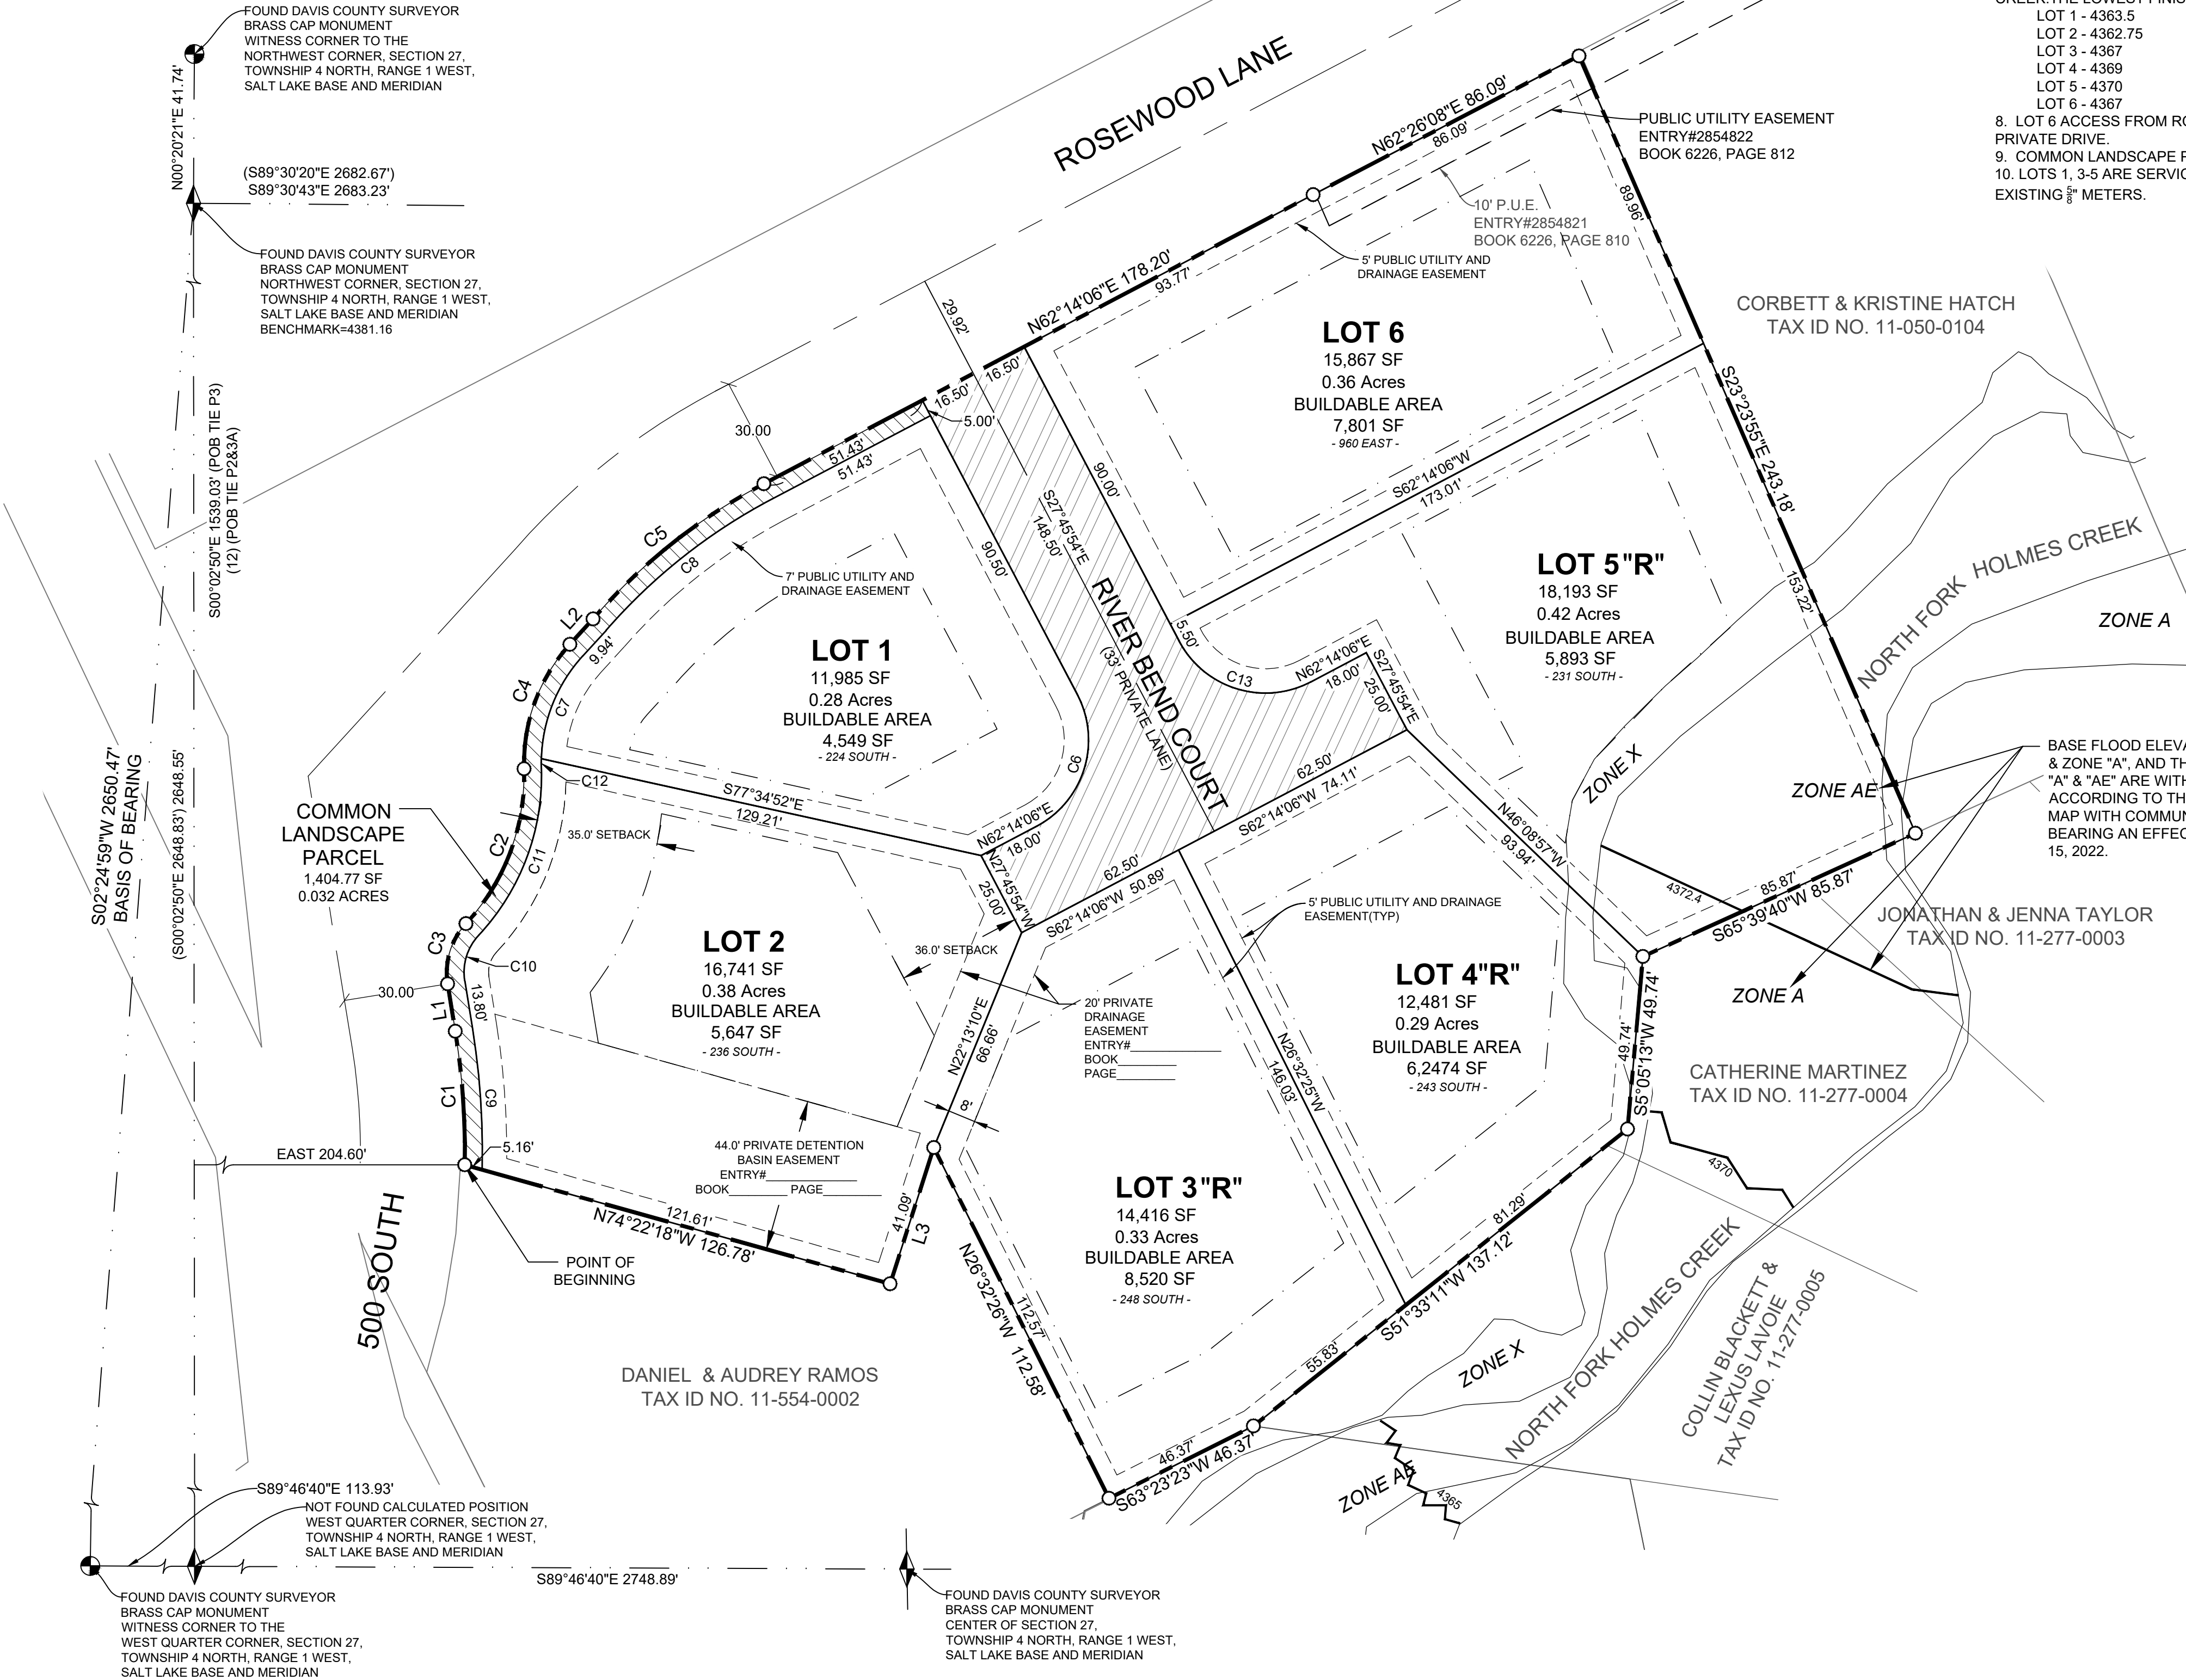 FOUND DAVIS COUNTY SURVEYOR
BRASS CAP MONUMENT
WITNESS CORNER TO THE
NORTHWEST CORNER, SECTION 27,
TOWNSHIP 4 NORTH, RANGE 1 WEST,
SALT LAKE BASE AND MERIDIAN
N00°20'21"E 41.74'
(S89°30'20"E 2682.67')
S89°30'43"E 2683.23'
FOUND DAVIS COUNTY SURVEYOR
BRASS CAP MONUMENT
NORTHWEST CORNER, SECTION 27,
TOWNSHIP 4 NORTH, RANGE 1 WEST,
SALT LAKE BASE AND MERIDIAN
BENCHMARK=4381.16
S00°02'50"E 1539.03' (POB TIE P3)
(12) (POB TIE P2&3A)
S02°24'59"W 2650.47'
BASIS OF BEARING
(S00°02'50"E 2648.83') 2648.55'
ROSEWOOD LANE
LOT 1 - 4363.5
LOT 2 - 4362.75
LOT 3 - 4367
LOT 4 - 4369
LOT 5 - 4370
LOT 6 - 4367
8. LOT 6 ACCESS FROM RO
PRIVATE DRIVE.
9. COMMON LANDSCAPE P
10. LOTS 1, 3-5 ARE SERVIC
EXISTING 5/8" METERS.
N62°26'08"E 86.09'
86.09'
PUBLIC UTILITY EASEMENT
ENTRY#2854822
BOOK 6226, PAGE 812
10' P.U.E.
ENTRY#2854821
BOOK 6226, PAGE 810
5' PUBLIC UTILITY AND
DRAINAGE EASEMENT
89.96'
N62°14'06"E 178.20'
93.77'
29.92'
16.50'
16.50'
5.00'
30.00
51.43'
51.43'
CORBETT & KRISTINE HATCH
TAX ID NO. 11-050-0104
LOT 6
15,867 SF
0.36 Acres
BUILDABLE AREA
7,801 SF
- 960 EAST -
S23°23'55"E 243.18'
153.22'
S62°14'06"W
173.01'
90.00'
S27°45'54"E
148.50'
90.50'
RIVER BEND COURT
(33' PRIVATE LANE)
C5
C8
L2
9.94'
C4
C7
7' PUBLIC UTILITY AND
DRAINAGE EASEMENT
LOT 1
11,985 SF
0.28 Acres
BUILDABLE AREA
4,549 SF
- 224 SOUTH -
LOT 5"R"
18,193 SF
0.42 Acres
BUILDABLE AREA
5,893 SF
- 231 SOUTH -
NORTH FORK HOLMES CREEK
ZONE A
5.50'
C13
N62°14'06"E
18.00'
S27°45'54"E
25.00'
C6
62.50'
S62°14'06"W 74.11'
N46°08'57"W
93.94'
ZONE X
ZONE AE
BASE FLOOD ELEVA
& ZONE "A", AND TH
"A" & "AE" ARE WITH
ACCORDING TO TH
MAP WITH COMMUN
BEARING AN EFFEC
15, 2022.
C12
S77°34'52"E
129.21'
N62°14'06"E
18.00'
N27°45'54"W
25.00'
62.50'
S62°14'06"W 50.89'
COMMON
LANDSCAPE
PARCEL
1,404.77 SF
0.032 ACRES
C2
C11
35.0' SETBACK
36.0' SETBACK
C3
C10
30.00
L1
13.80'
C1
C9
LOT 2
16,741 SF
0.38 Acres
BUILDABLE AREA
5,647 SF
- 236 SOUTH -
5' PUBLIC UTILITY AND DRAINAGE
EASEMENT(TYP)
20' PRIVATE
DRAINAGE
EASEMENT
ENTRY#
BOOK
PAGE
N22°13'10"E
66.66'
8'
LOT 4"R"
12,481 SF
0.29 Acres
BUILDABLE AREA
6,2474 SF
- 243 SOUTH -
N26°32'25"W
146.03'
4372.4
85.87'
S65°39'40"W 85.87'
JONATHAN & JENNA TAYLOR
TAX ID NO. 11-277-0003
ZONE A
49.74'
S5°05'13"W 49.74'
CATHERINE MARTINEZ
TAX ID NO. 11-277-0004
4370
EAST 204.60'
5.16'
44.0' PRIVATE DETENTION
BASIN EASEMENT
ENTRY#
BOOK PAGE
121.61'
N74°22'18"W 126.78'
41.09'
L3
POINT OF
BEGINNING
500 SOUTH
LOT 3"R"
14,416 SF
0.33 Acres
BUILDABLE AREA
8,520 SF
- 248 SOUTH -
112.57'
N26°32'26"W 112.58'
81.29'
S51°33'11"W 137.12'
55.83'
46.37'
S63°23'23"W 46.37'
ZONE X
NORTH FORK HOLMES CREEK
COLLIN BLACKETT &
LEXUS LAVOIE
TAX ID NO. 11-277-0005
ZONE AE
4365
DANIEL & AUDREY RAMOS
TAX ID NO. 11-554-0002
S89°46'40"E 113.93'
NOT FOUND CALCULATED POSITION
WEST QUARTER CORNER, SECTION 27,
TOWNSHIP 4 NORTH, RANGE 1 WEST,
SALT LAKE BASE AND MERIDIAN
S89°46'40"E 2748.89'
FOUND DAVIS COUNTY SURVEYOR
BRASS CAP MONUMENT
WITNESS CORNER TO THE
WEST QUARTER CORNER, SECTION 27,
TOWNSHIP 4 NORTH, RANGE 1 WEST,
SALT LAKE BASE AND MERIDIAN
FOUND DAVIS COUNTY SURVEYOR
BRASS CAP MONUMENT
CENTER OF SECTION 27,
TOWNSHIP 4 NORTH, RANGE 1 WEST,
SALT LAKE BASE AND MERIDIAN